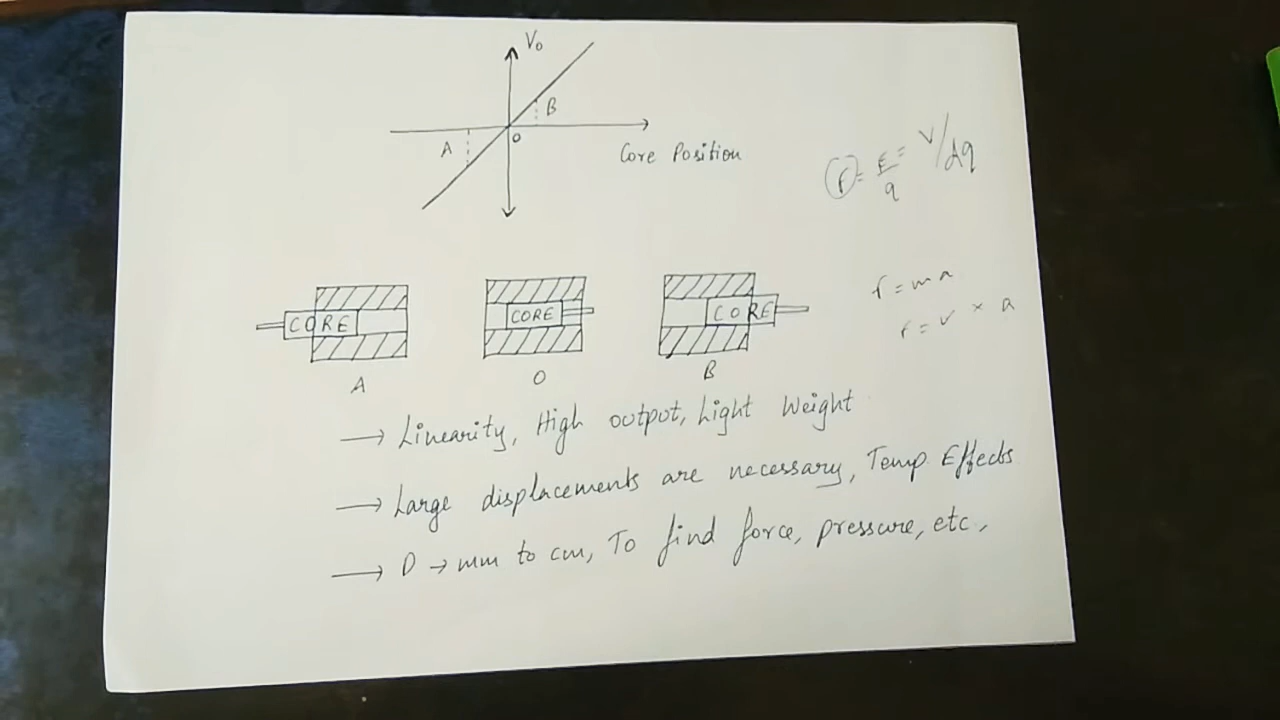 V₀
B
A
O
Core Position
F = E/q = V/dq
CORE
CORE
CORE
F = ma
F = V × a
A
O
B
→ Linearity, High output, Light Weight
→ Large displacements are necessary, Temp Effects
→ D → mm to cm, To find force, pressure, etc.,